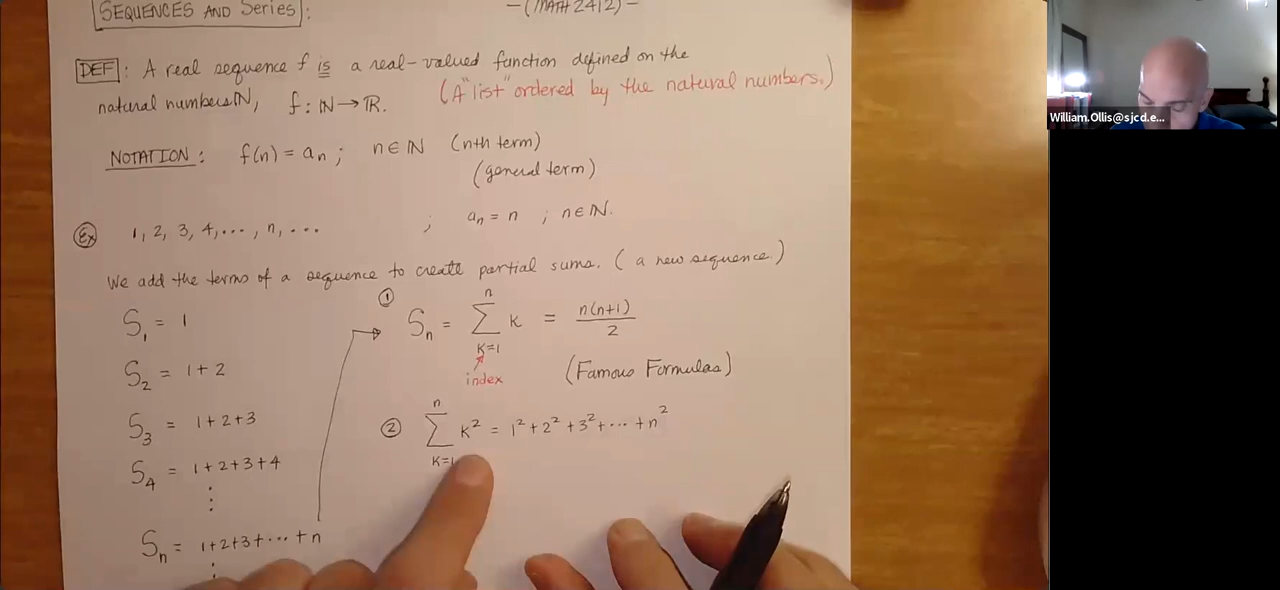 SEQUENCES AND Series:
-(MATH 2412)-
DEF: A real sequence f is a real-valued function defined on the
natural numbers ℕ, f: ℕ → ℝ. (A "list" ordered by the natural numbers.)
NOTATION: f(n) = aₙ ; n ∈ ℕ (nth term)
(general term)
Ex 1, 2, 3, 4, ..., n, ... ; aₙ = n ; n ∈ ℕ.
We add the terms of a sequence to create partial sums. (a new sequence.)
S₁ = 1
S₂ = 1+2
S₃ = 1+2+3
S₄ = 1+2+3+4
⋮
Sₙ = 1+2+3+⋯+n
⋮
① Sₙ = ∑_{K=1}^{n} K = n(n+1)/2
index
(Famous Formulas)
② ∑_{K=1}^{n} K² = 1² + 2² + 3² + ⋯ + n²
William.Ollis@sjcd.e...